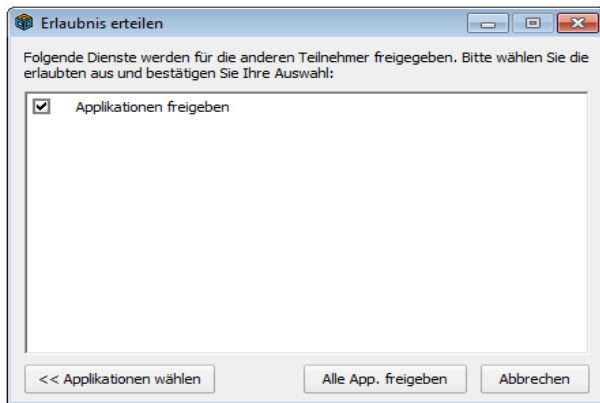 Erlaubnis erteilen
Folgende Dienste werden für die anderen Teilnehmer freigegeben. Bitte wählen Sie die
erlaubten aus und bestätigen Sie Ihre Auswahl:
Applikationen freigeben
<< Applikationen wählen
Alle App. freigeben
Abbrechen